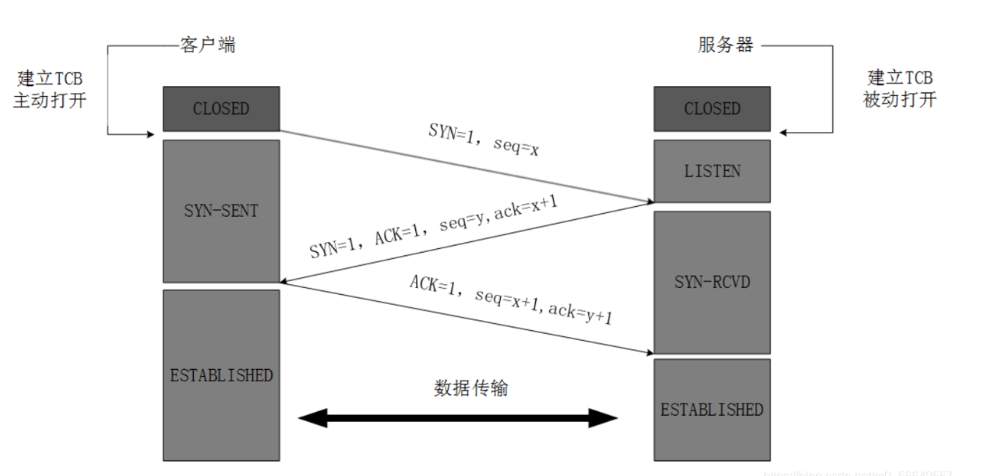 客户端
服务器
建立TCB
主动打开
建立TCB
被动打开
CLOSED
CLOSED
SYN=1, seq=x
LISTEN
SYN-SENT
SYN=1, ACK=1, seq=y,ack=x+1
SYN-RCVD
ACK=1, seq=x+1,ack=y+1
ESTABLISHED
数据传输
ESTABLISHED